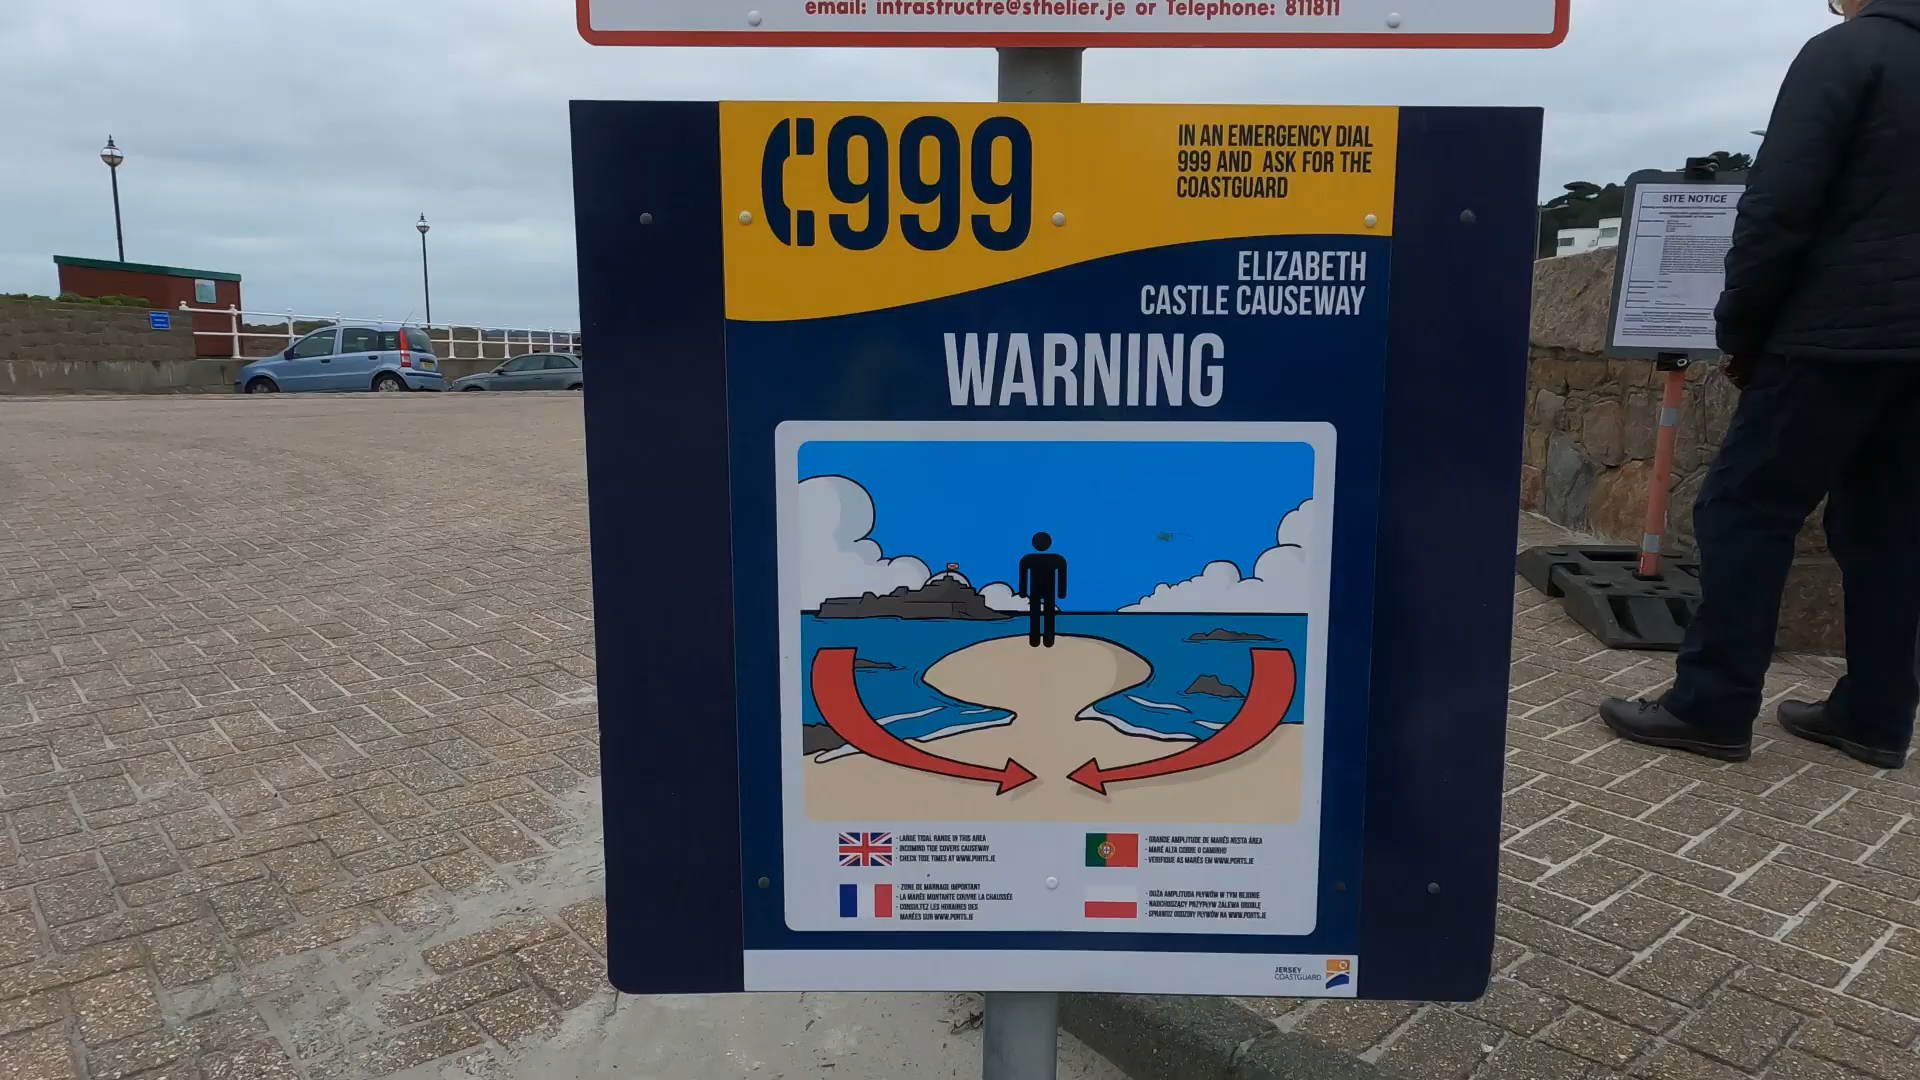 email: infrastructre@sthelier.je or Telephone: 811811
999
IN AN EMERGENCY DIAL
999 AND ASK FOR THE
COASTGUARD
ELIZABETH
CASTLE CAUSEWAY
WARNING
- LARGE TIDAL RANGE IN THIS AREA
- INCOMING TIDE COVERS CAUSEWAY
- CHECK TIDE TIMES AT WWW.PORTS.JE
- GRANDE AMPLITUDE DE MARÉS NESTA ÁREA
- MARÉ ALTA COBRE O CAMINHO
- VERIFIQUE AS MARÉS EM WWW.PORTS.JE
- ZONE DE MARNAGE IMPORTANT
- LA MARÉE MONTANTE COUVRE LA CHAUSSÉE
- CONSULTEZ LES HORAIRES DES
MARÉES SUR WWW.PORTS.JE
- DUŻA AMPLITUDA PŁYWÓW W TYM REJONIE
- NADCHODZĄCY PRZYPŁYW ZALEWA GROBLĘ
- SPRAWDŹ GODZINY PŁYWÓW NA WWW.PORTS.JE
JERSEY
COASTGUARD
SITE NOTICE